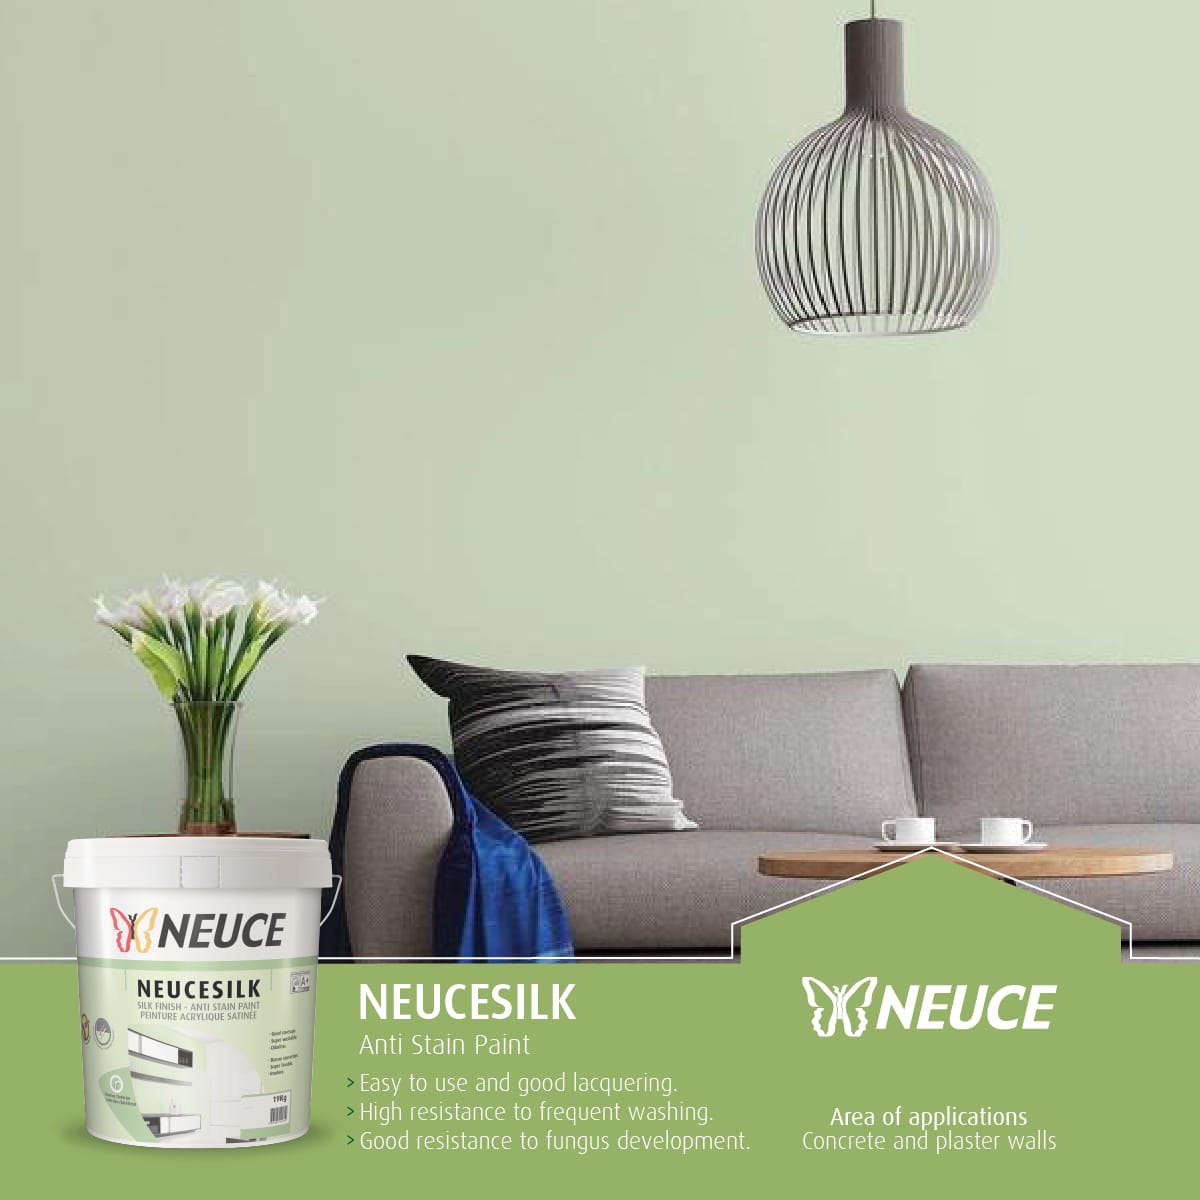 NEUCE
NEUCESILK
SILK FINISH - ANTI STAIN PAINT
PEINTURE ACRYLIQUE SATINÉE
A+
19Kg
NEUCESILK
Anti Stain Paint
> Easy to use and good lacquering.
> High resistance to frequent washing.
> Good resistance to fungus development.
NEUCE
Area of applications
Concrete and plaster walls